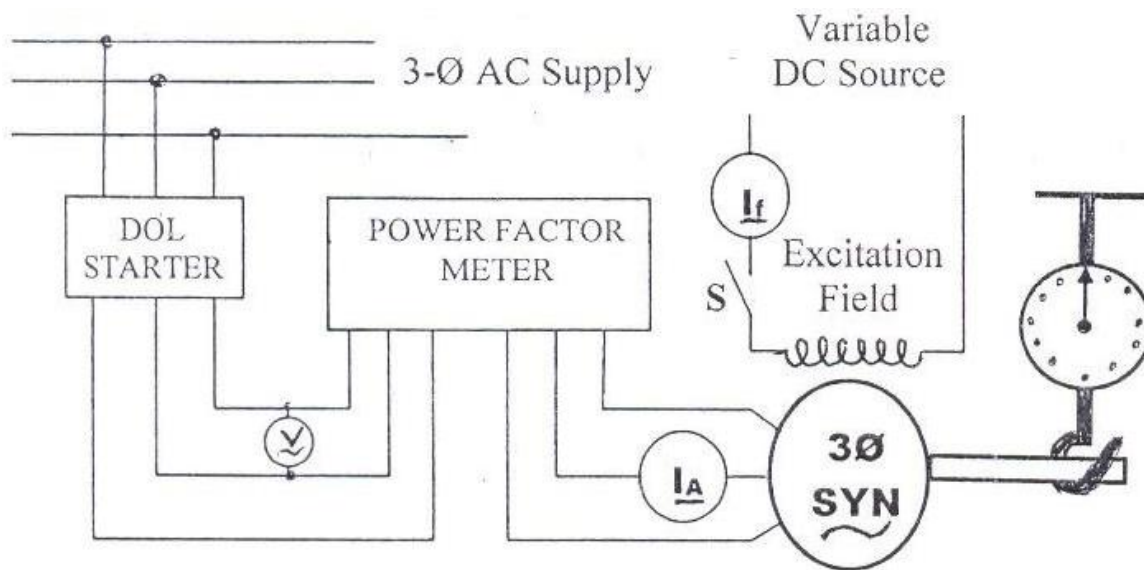 Variable
3-Ø AC Supply
DC Source
DOL
STARTER
POWER FACTOR
METER
If
S
Excitation
Field
V
IA
3Ø
SYN